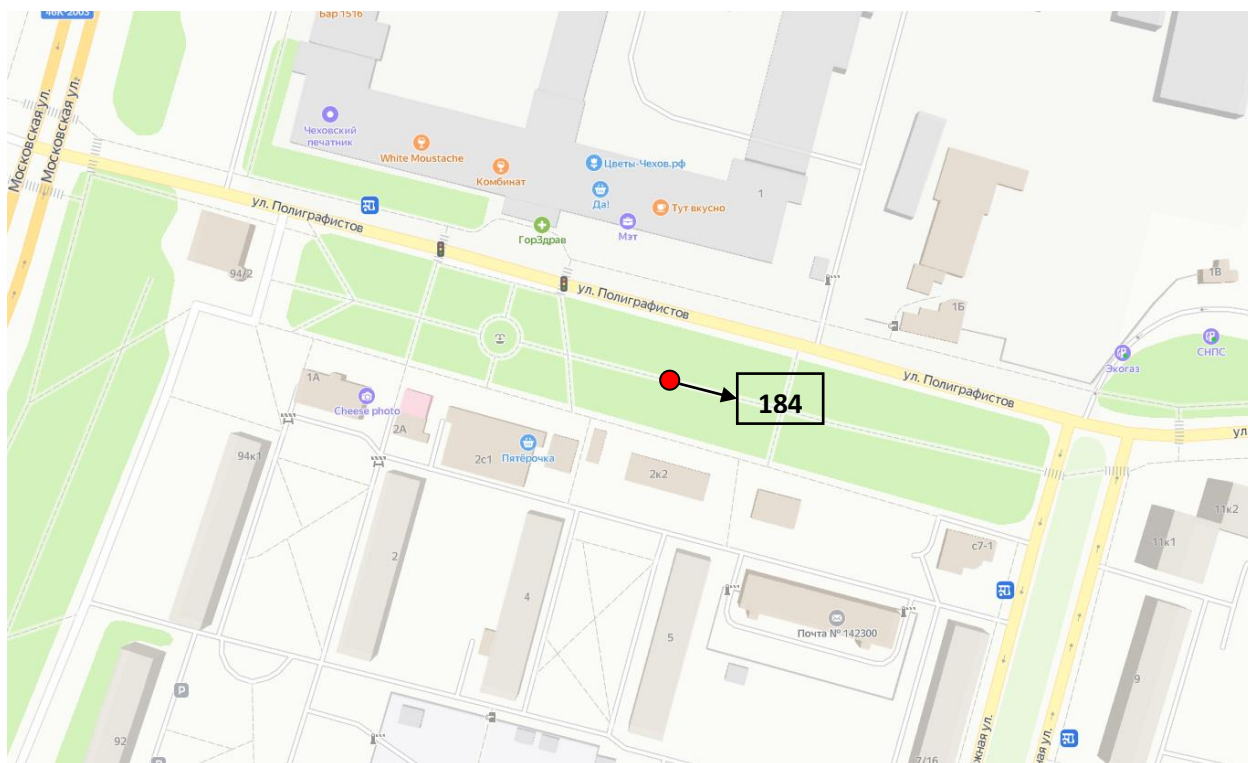 46К-2003
Бар 1516
Московская ул.
Московская ул.
Чеховский
печатник
White Moustache
Комбинат
Цветы-Чехов.рф
Да!
Тут вкусно
1
Мэт
ГорЗдрав
ул. Полиграфистов
94/2
ул. Полиграфистов
1Б
1В
СНПС
Экогаз
ул. Полиграфистов
ул.
184
1А
Cheese photo
2А
94к1
2с1
Пятёрочка
2к2
11к2
11к1
с7-1
2
4
5
Почта № 142300
9
92
7/16
жная ул.
ная ул.
P
P